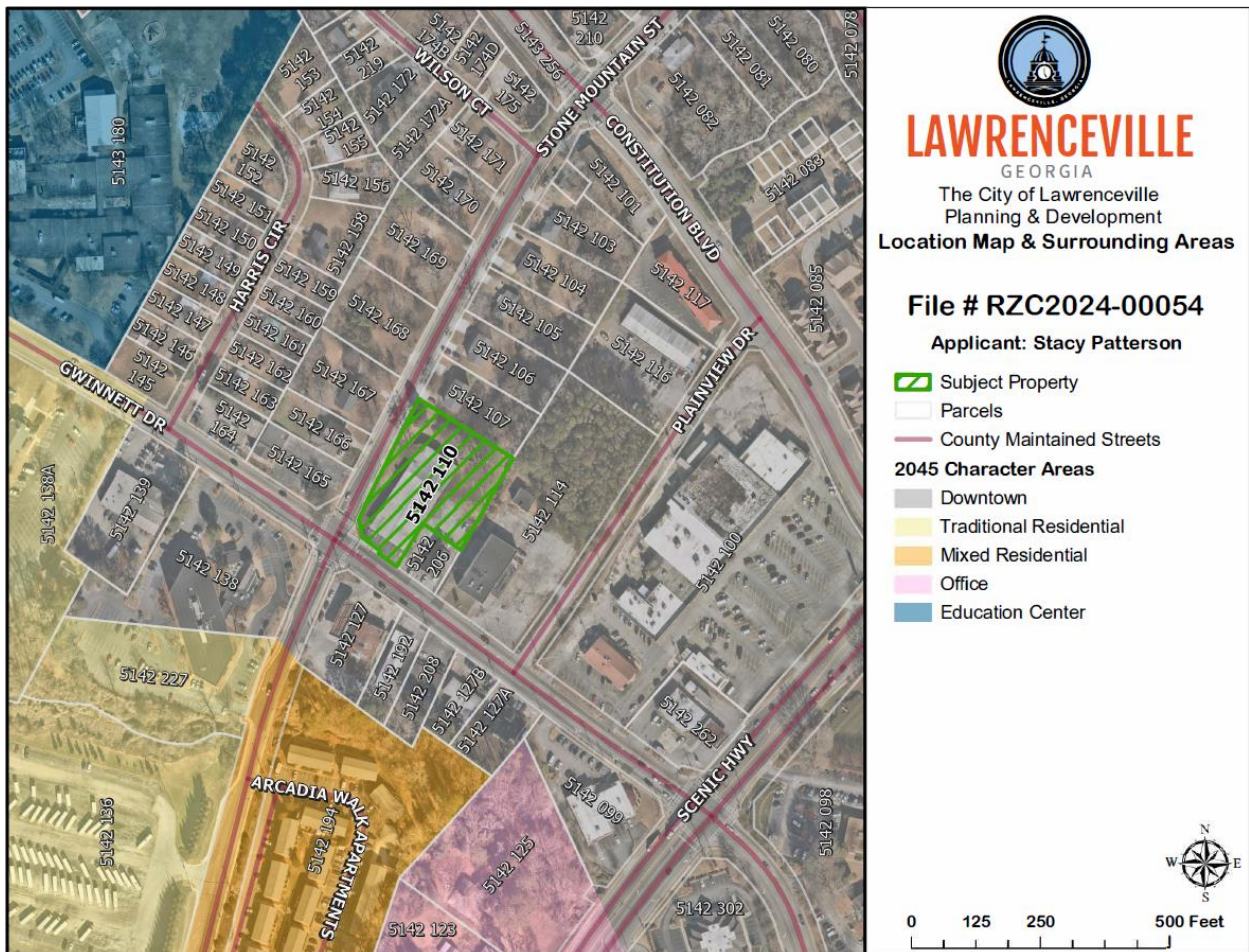 5142 153
5142 219
5142 174B
5142 174D
5143 256
5142 210
5142 081
5142 080
5142 078
5142 154
5142 155
5142 172
5142 172A
WILSON CT
5142 175
STONE MOUNTAIN ST
5142 082
5143 180
5142 152
5142 156
5142 171
5142 170
5142 101
CONSTITUTION BLVD
5142 083
5142 151
5142 150
5142 149
5142 148
5142 147
5142 146
5142 145
HARRIS CIR
5142 158
5142 159
5142 160
5142 161
5142 162
5142 163
5142 164
5142 169
5142 168
5142 167
5142 166
5142 165
5142 103
5142 104
5142 105
5142 106
5142 107
5142 117
5142 116
5142 085
PLAINVIEW DR
GWINNETT DR
5142 110
5142 114
5142 206
5142 100
5142 138A
5142 139
5142 138
5142 227
5142 127
5142 192
5142 208
5142 127B
5142 127A
5142 262
SCENIC HWY
5142 099
5142 098
5142 136
ARCADIA WALK APARTMENTS
5142 194
5142 125
5142 123
5142 302
LAWRENCEVILLE, GEORGIA
LAWRENCEVILLE
GEORGIA
The City of Lawrenceville
Planning & Development
Location Map & Surrounding Areas
File # RZC2024-00054
Applicant: Stacy Patterson
Subject Property
Parcels
County Maintained Streets
2045 Character Areas
Downtown
Traditional Residential
Mixed Residential
Office
Education Center
N
W E
S
0 125 250 500 Feet